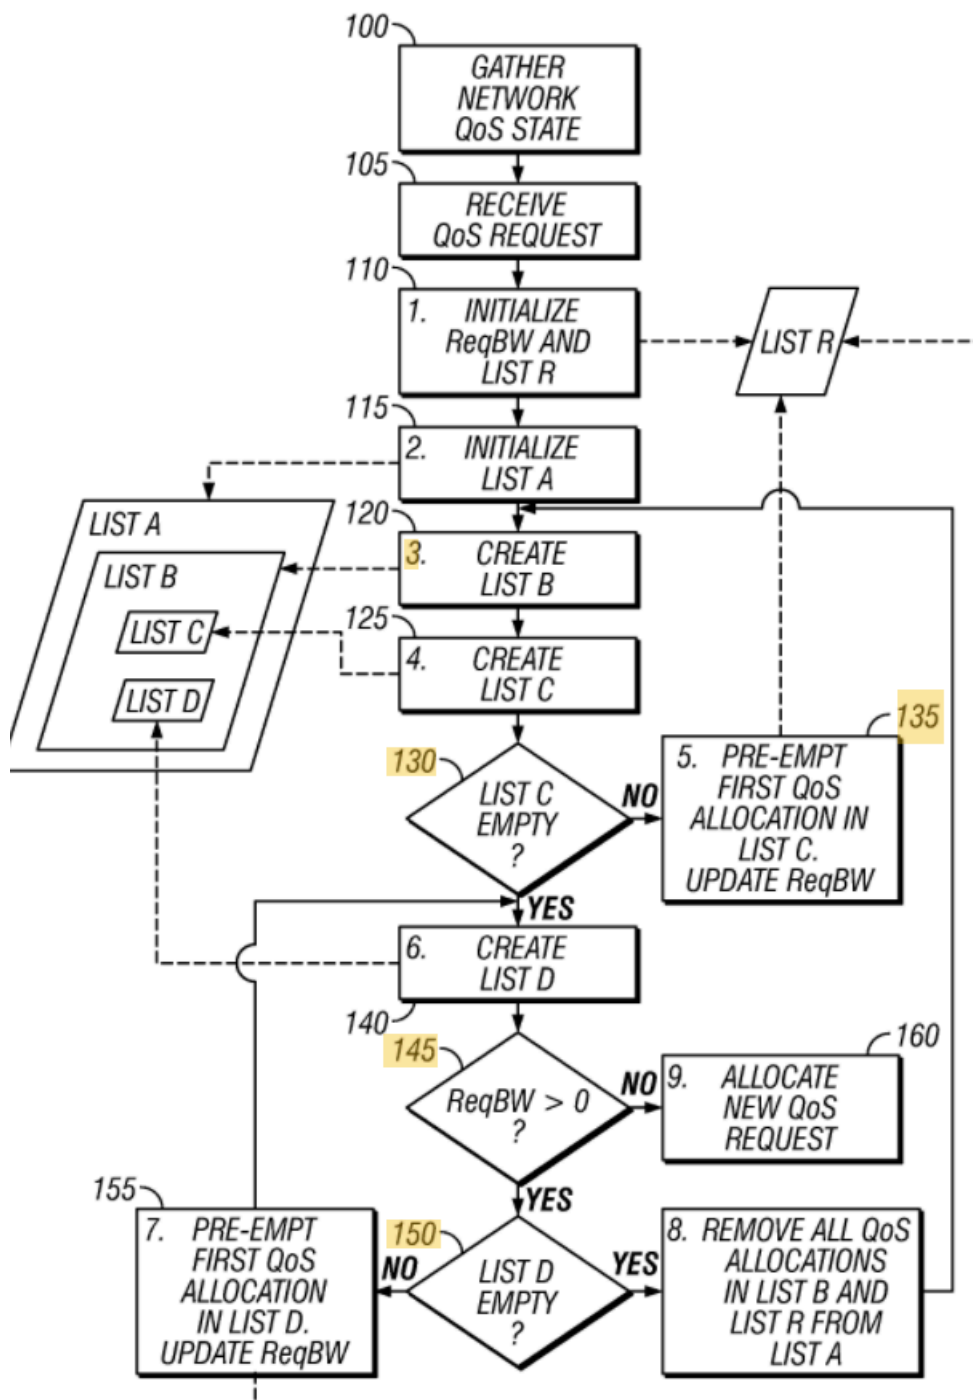 100
GATHER
NETWORK
QoS STATE
105
RECEIVE
QoS REQUEST
110
1. INITIALIZE
ReqBW AND
LIST R
LIST R
115
2. INITIALIZE
LIST A
LIST A
120
3. CREATE
LIST B
LIST B
125
4. CREATE
LIST C
LIST C
LIST D
130
LIST C
EMPTY
?
NO
YES
135
5. PRE-EMPT
FIRST QoS
ALLOCATION IN
LIST C.
UPDATE ReqBW
6. CREATE
LIST D
140
145
ReqBW > 0
?
NO
YES
160
9. ALLOCATE
NEW QoS
REQUEST
150
LIST D
EMPTY
?
NO
YES
155
7. PRE-EMPT
FIRST QoS
ALLOCATION
IN LIST D.
UPDATE ReqBW
8. REMOVE ALL QoS
ALLOCATIONS
IN LIST B AND
LIST R FROM
LIST A